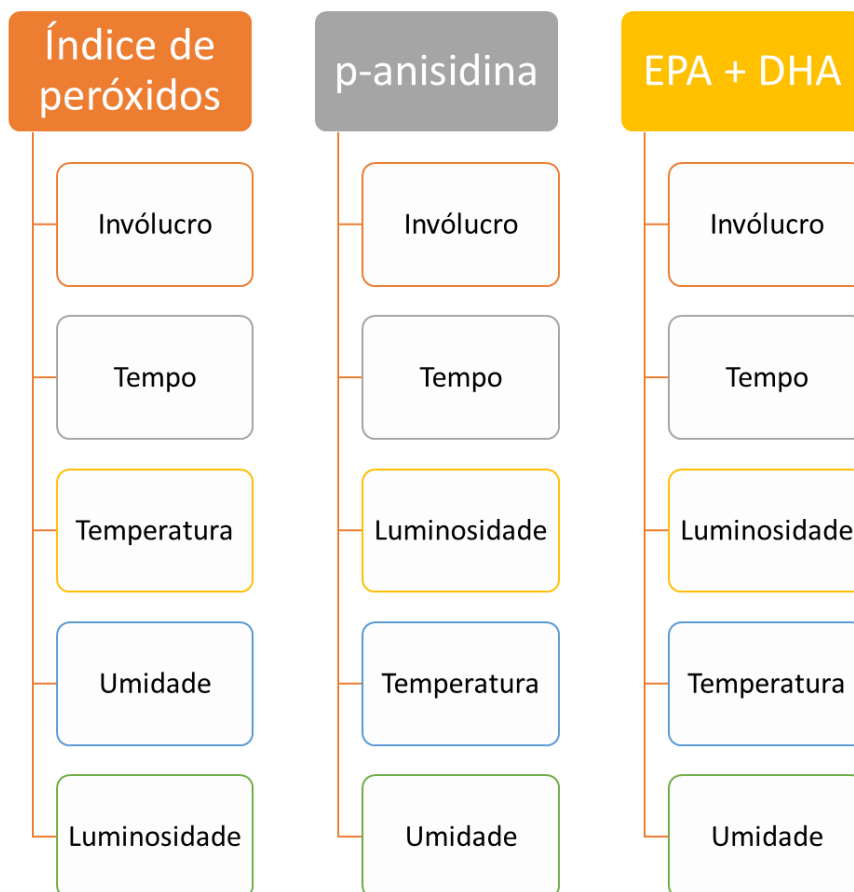 Índice de
peróxidos
Invólucro
Tempo
Temperatura
Umidade
Luminosidade
p-anisidina
Invólucro
Tempo
Luminosidade
Temperatura
Umidade
EPA + DHA
Invólucro
Tempo
Luminosidade
Temperatura
Umidade